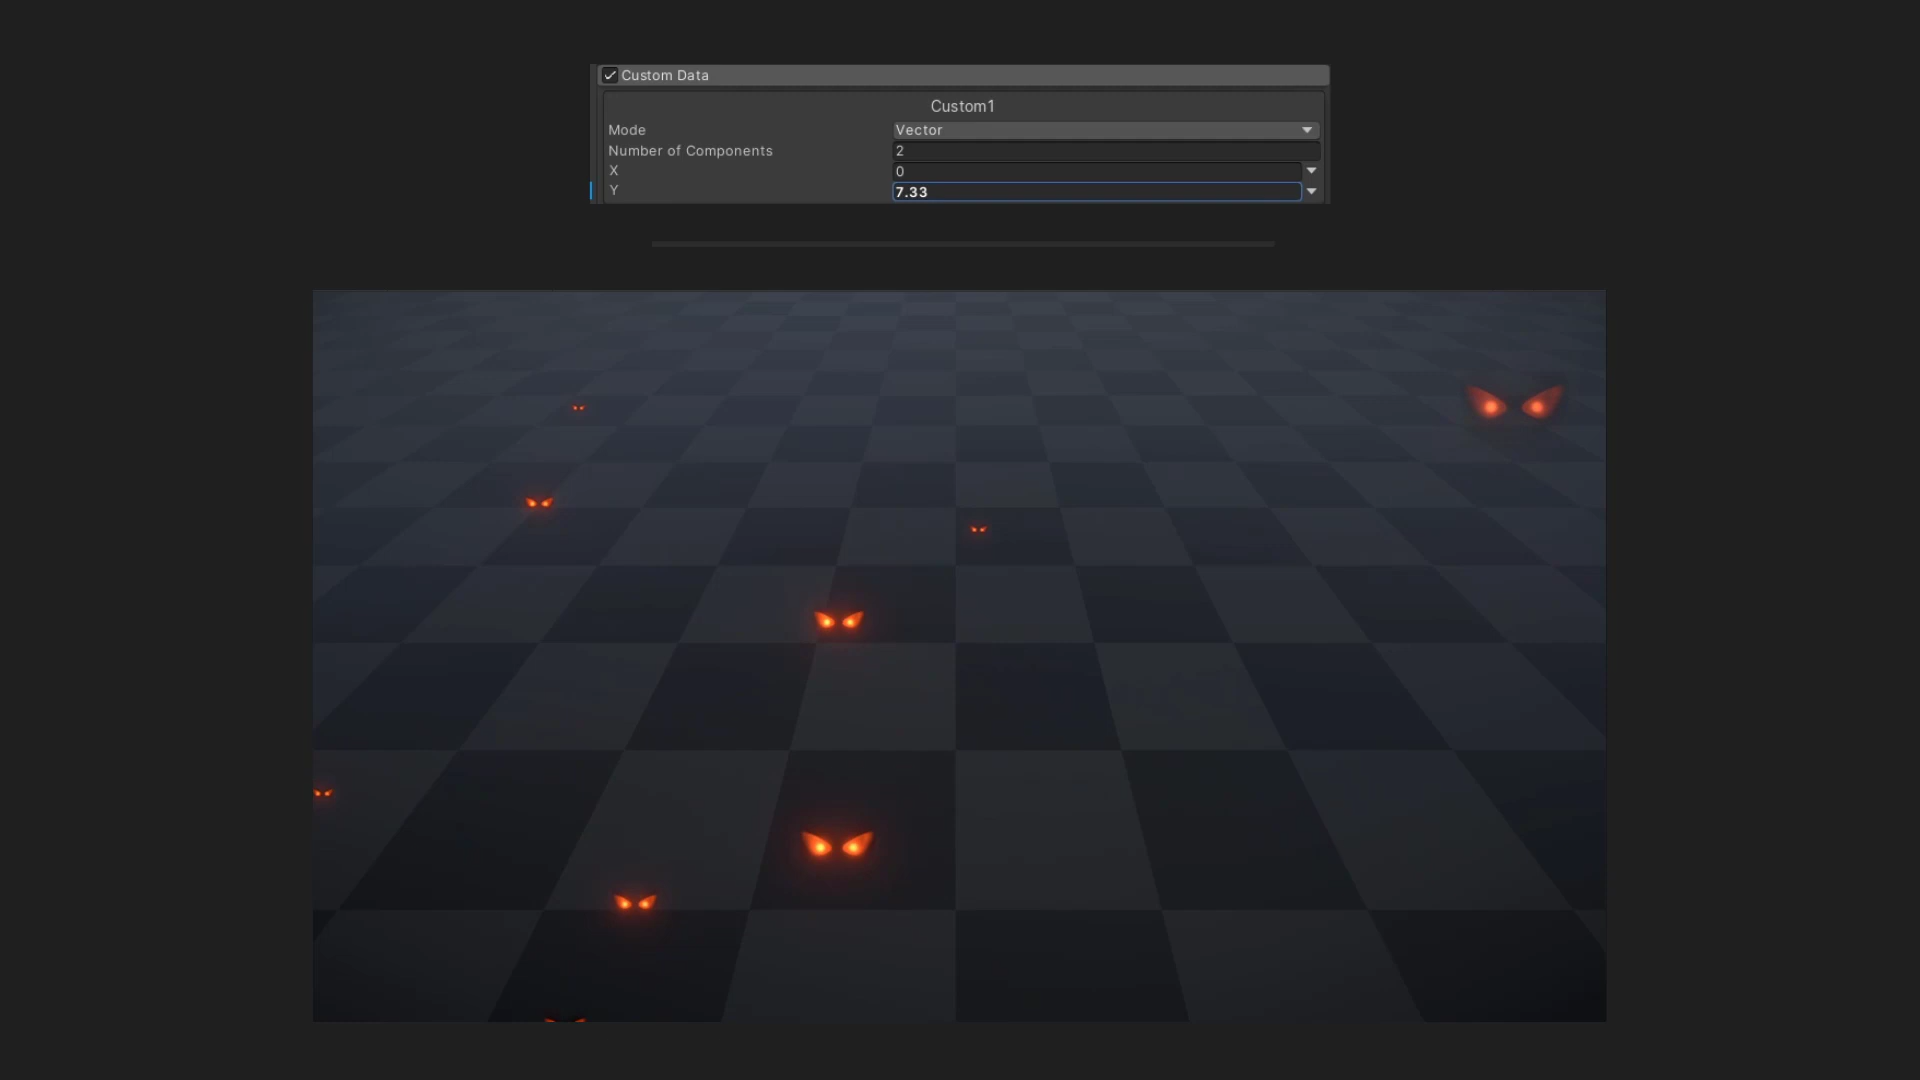 Custom Data
Custom1
Mode Vector
Number of Components 2
X 0
Y 7.33